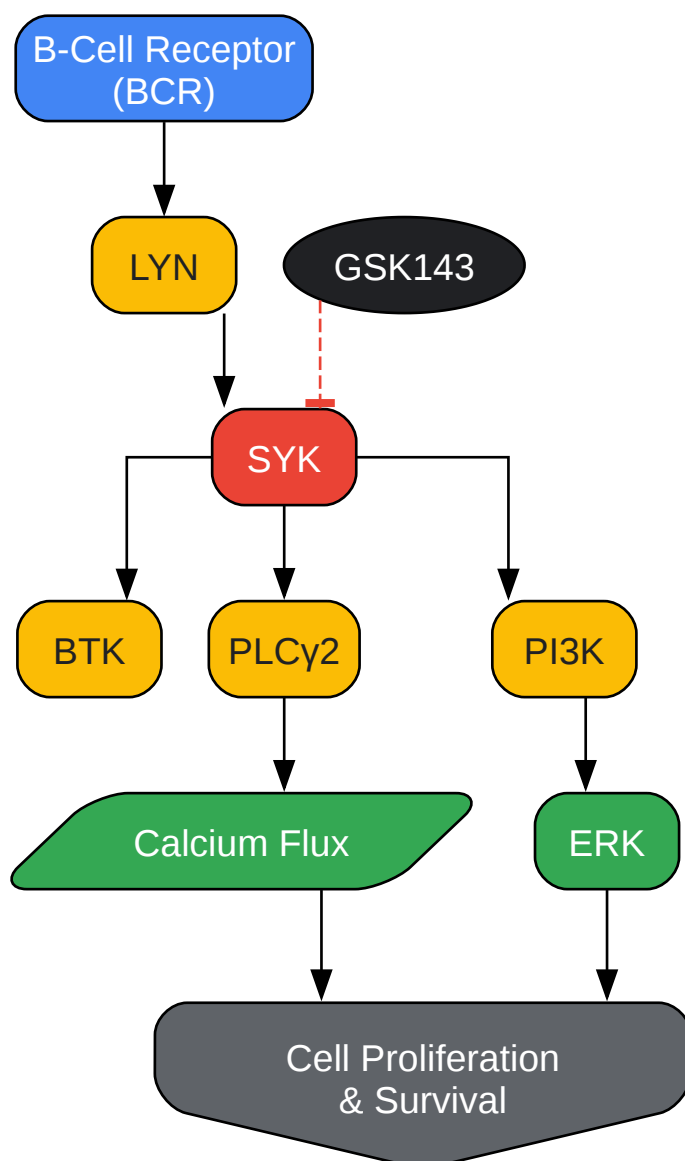 B-Cell Receptor
(BCR)
LYN
GSK143
SYK
BTK
PLCγ2
PI3K
Calcium Flux
ERK
Cell Proliferation
& Survival